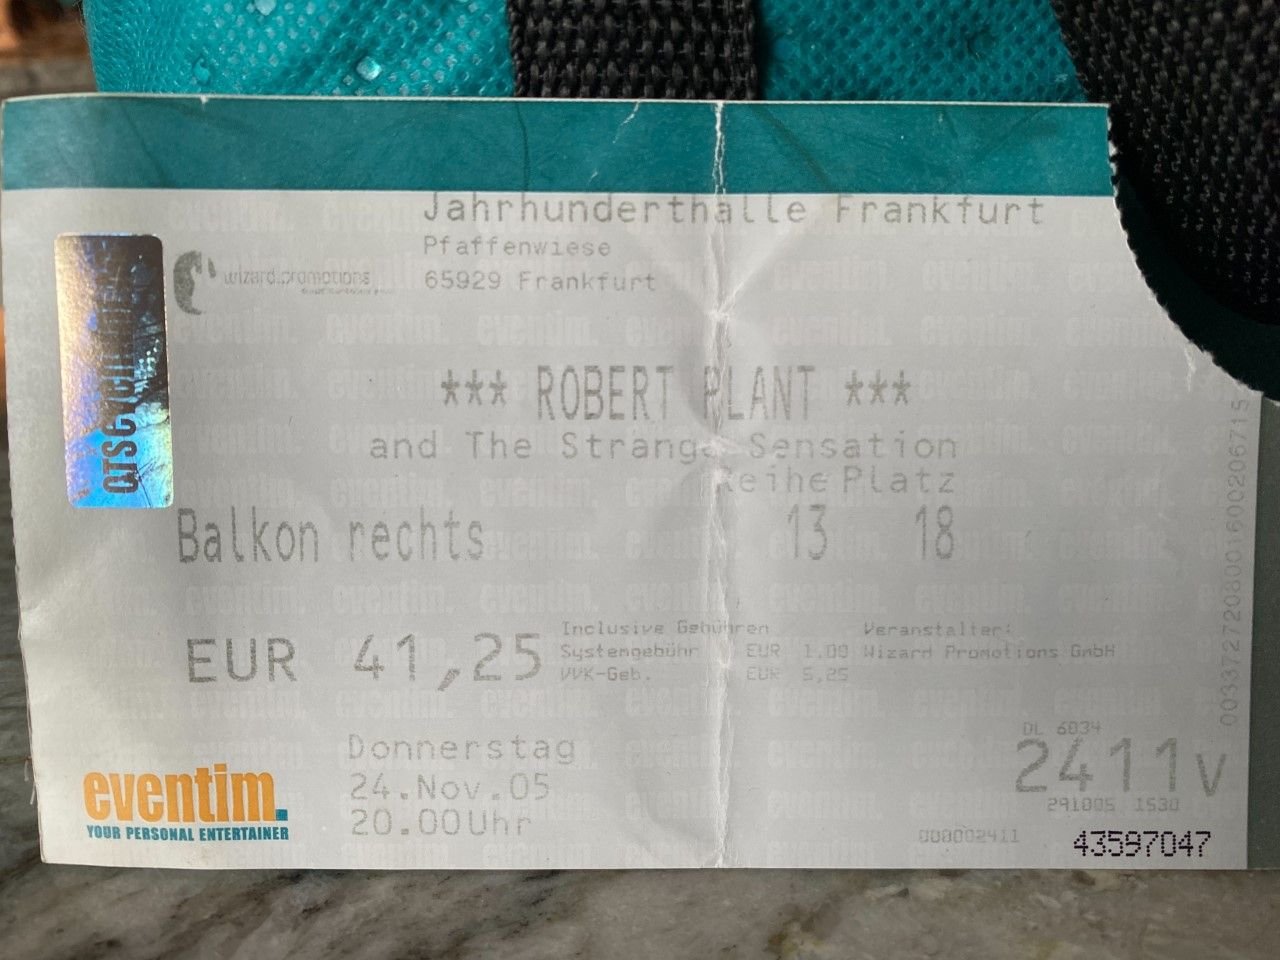 Jahrhunderthalle Frankfurt
Pfaffenwiese
wizard.promotions
65929 Frankfurt
QTSC
*** ROBERT PLANT ***
and The Strange Sensation
Reihe Platz
Balkon rechts 13 18
EUR 41,25
Inclusive Gebühren
Systemgebühr EUR 1.00
VVK-Geb. EUR 5,25
Veranstalter:
Wizard Promotions GmbH
Donnerstag
24.Nov.05
20.00Uhr
eventim.
YOUR PERSONAL ENTERTAINER
DL 6034
2411V
291005 1530
000002411
43597047